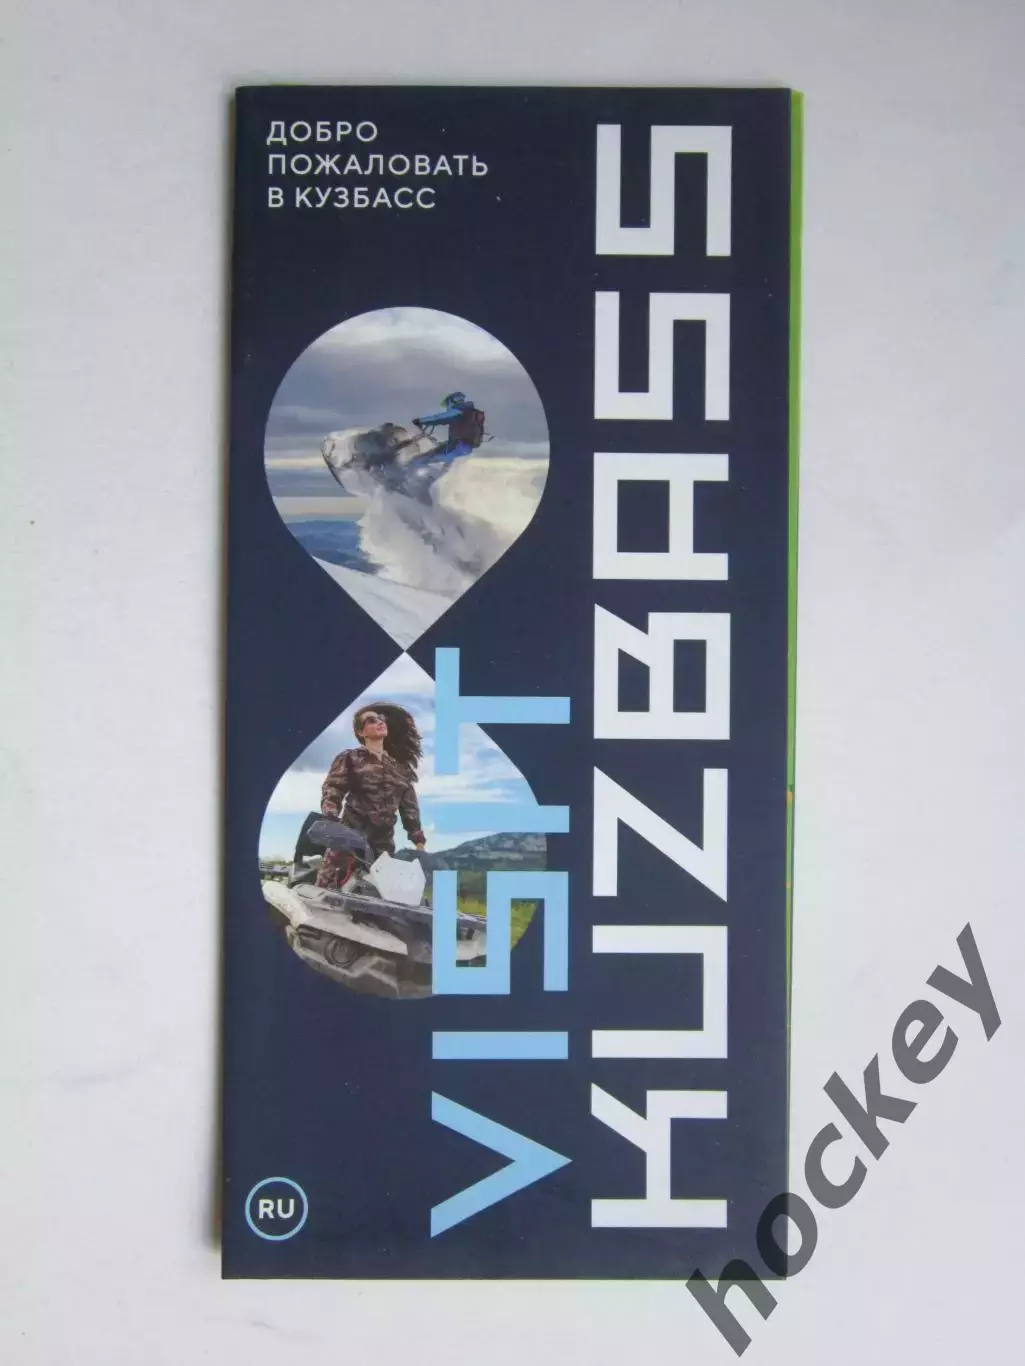 ДОБРО
ПОЖАЛОВАТЬ
В КУЗБАСС
VISIT
KUZBASS
RU
hockey